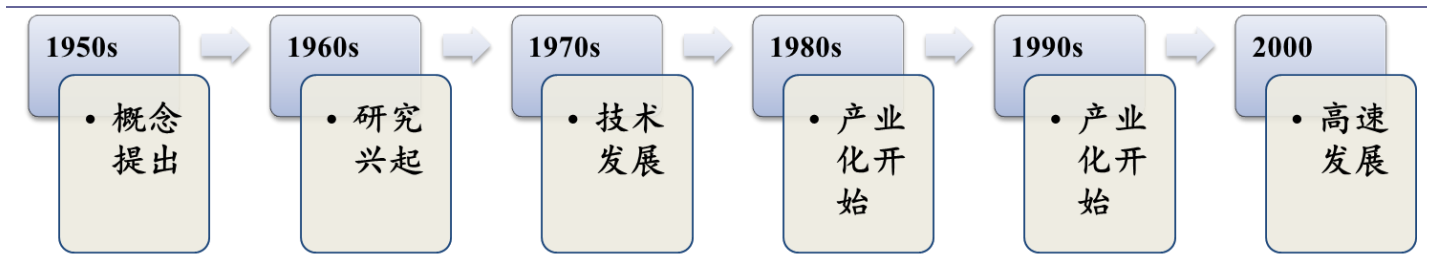 1950s
• 概念
提出
1960s
• 研究
兴起
1970s
• 技术
发展
1980s
• 产业
化开
始
1990s
• 产业
化开
始
2000
• 高速
发展